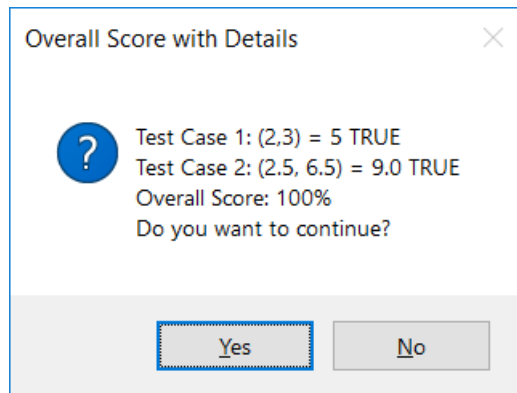 Overall Score with Details
?
Test Case 1: (2,3) = 5 TRUE
Test Case 2: (2.5, 6.5) = 9.0 TRUE
Overall Score: 100%
Do you want to continue?
Yes
No